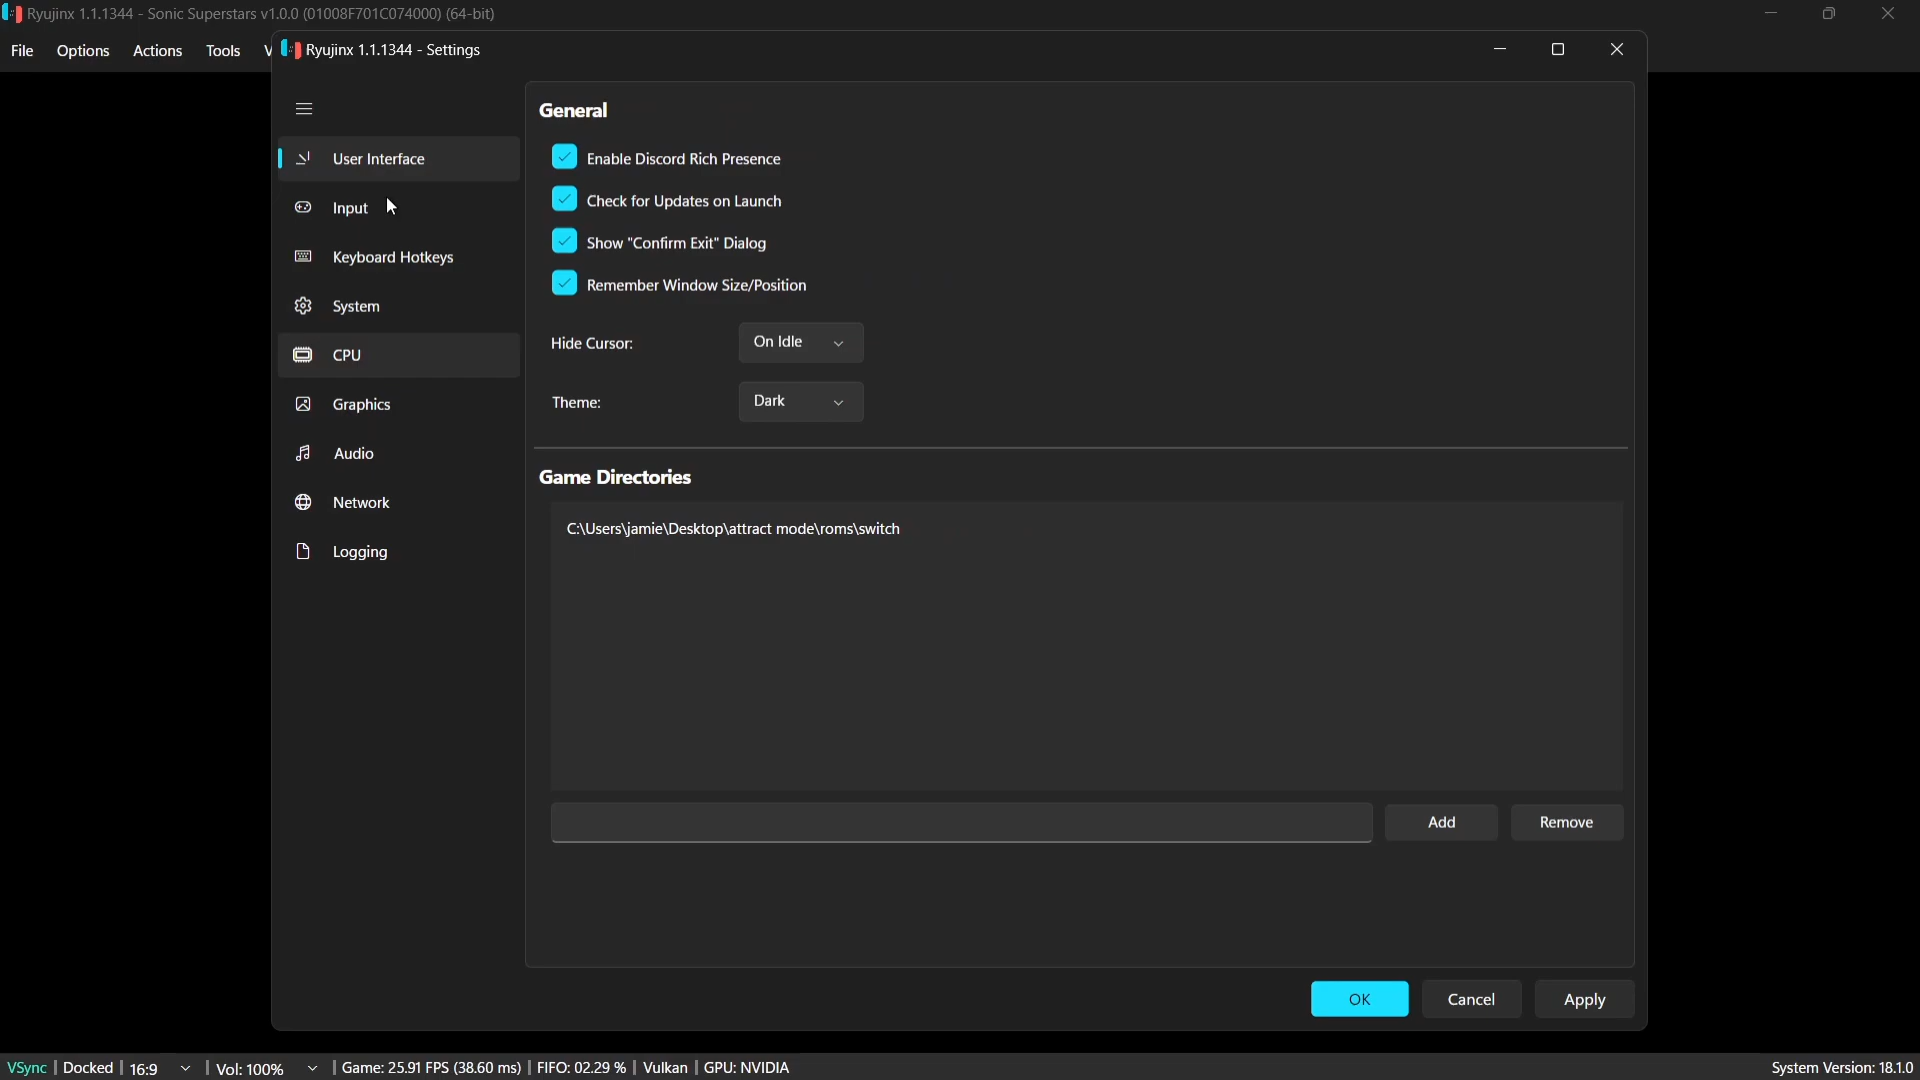 Ryujinx 1.1.1344 - Sonic Superstars v1.0.0 (01008F701C074000) (64-bit)
File Options Actions Tools V
Ryujinx 1.1.1344 - Settings
User Interface
Input
Keyboard Hotkeys
System
CPU
Graphics
Audio
Network
Logging
General
Enable Discord Rich Presence
Check for Updates on Launch
Show "Confirm Exit" Dialog
Remember Window Size/Position
Hide Cursor: On Idle
Theme: Dark
Game Directories
C:\Users\jamie\Desktop\attract mode\roms\switch
Add Remove
OK Cancel Apply
VSync | Docked | 16:9 | Vol: 100% | Game: 25.91 FPS (38.60 ms) | FIFO: 02.29 % | Vulkan | GPU: NVIDIA System Version: 18.1.0